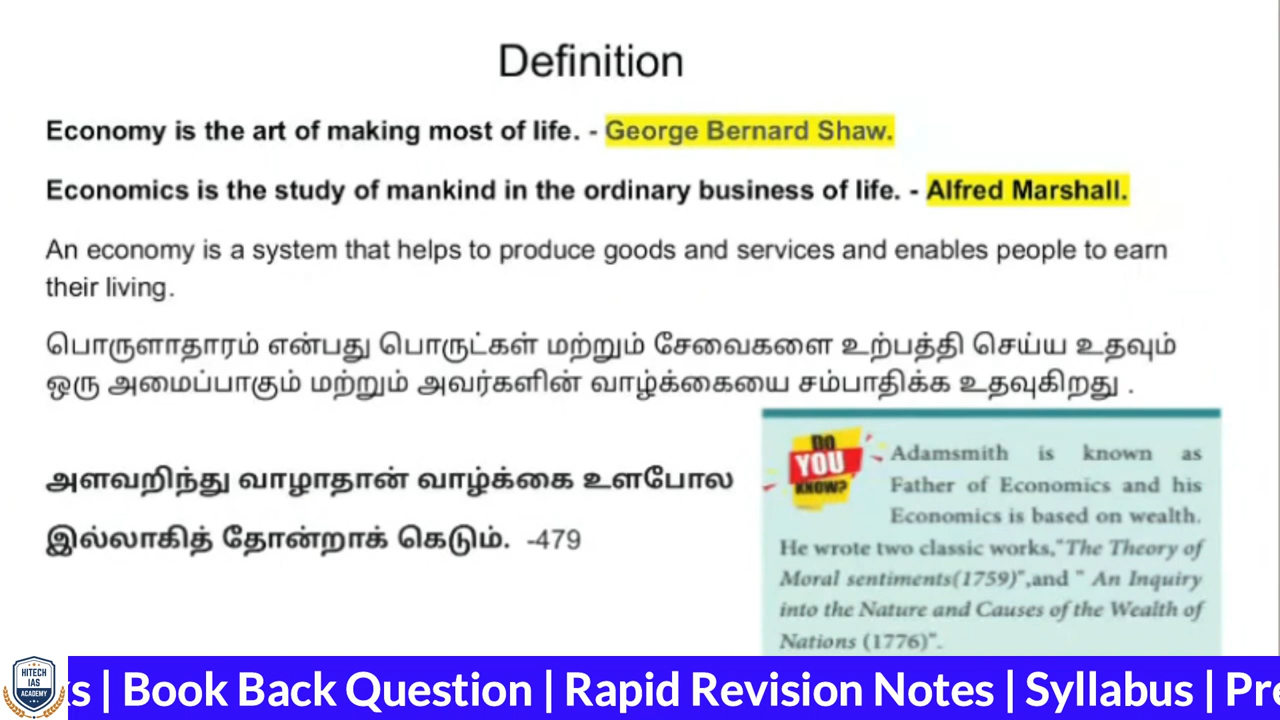 Definition
Economy is the art of making most of life. - George Bernard Shaw.
Economics is the study of mankind in the ordinary business of life. - Alfred Marshall.
An economy is a system that helps to produce goods and services and enables people to earn
their living.
பொருளாதாரம் என்பது பொருட்கள் மற்றும் சேவைகளை உற்பத்தி செய்ய உதவும்
ஒரு அமைப்பாகும் மற்றும் அவர்களின் வாழ்க்கையை சம்பாதிக்க உதவுகிறது .
அளவறிந்து வாழாதான் வாழ்க்கை உளபோல
இல்லாகித் தோன்றாக் கெடும். -479
DO
YOU
KNOW?
Adamsmith is known as
Father of Economics and his
Economics is based on wealth.
He wrote two classic works,"The Theory of
Moral sentiments(1759)",and " An Inquiry
into the Nature and Causes of the Wealth of
Nations (1776)".
HITECH
IAS
ACADEMY
s | Book Back Question | Rapid Revision Notes | Syllabus | Pre